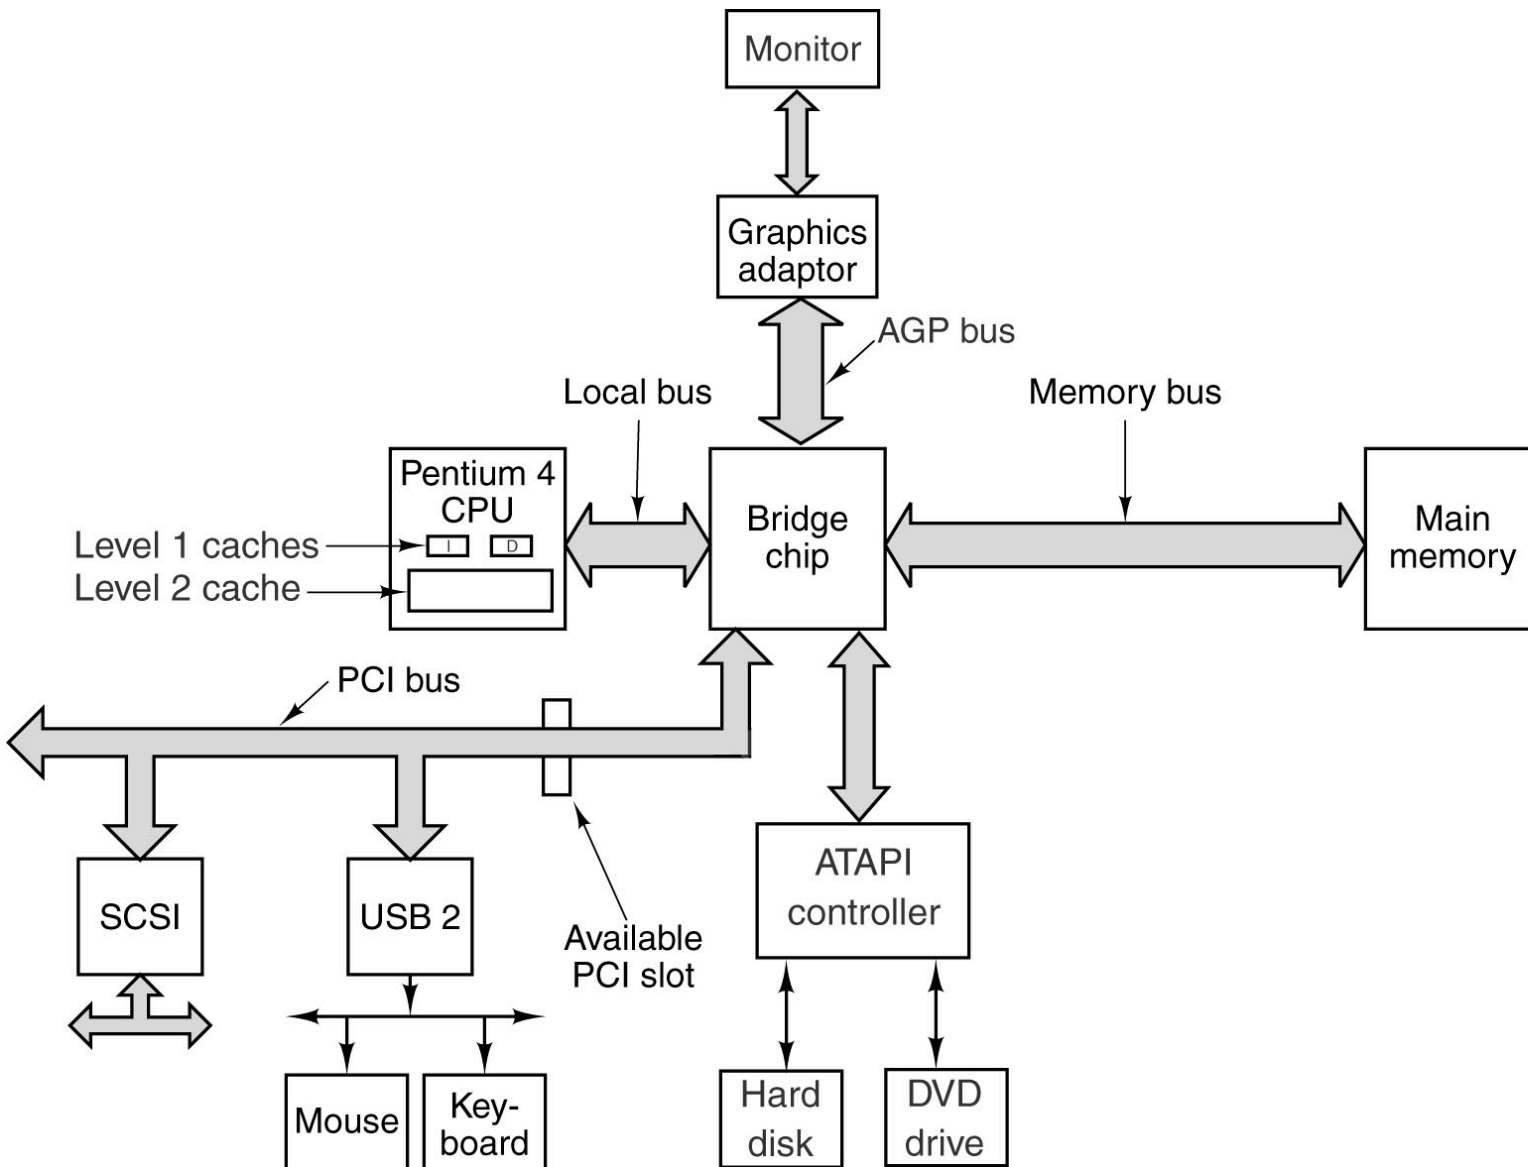 Monitor
Graphics
adaptor
AGP bus
Local bus
Memory bus
Pentium 4
CPU
Level 1 caches
I
D
Level 2 cache
Bridge
chip
Main
memory
PCI bus
SCSI
USB 2
Available
PCI slot
ATAPI
controller
Mouse
Key-
board
Hard
disk
DVD
drive